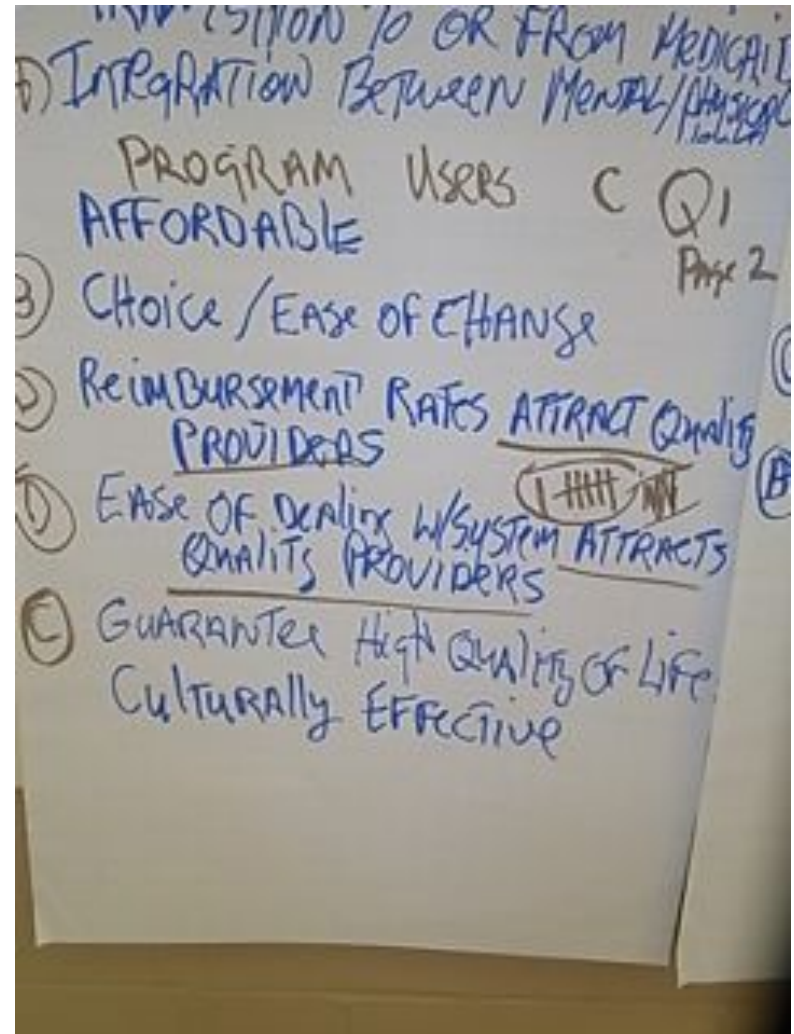 TRANSITION TO OR FROM MEDICAID
D) INTEGRATION BETWEEN MENTAL/PHYSICAL
PROGRAM USERS C Q1
Page 2
AFFORDABLE
B CHOICE/EASE OF CHANGE
D REIMBURSEMENT RATES ATTRACT QUALITY
PROVIDERS
D EASE OF DEALING W/SYSTEM ATTRACTS
QUALITY PROVIDERS
C GUARANTEE HIGH QUALITY OF LIFE
CULTURALLY EFFECTIVE
B